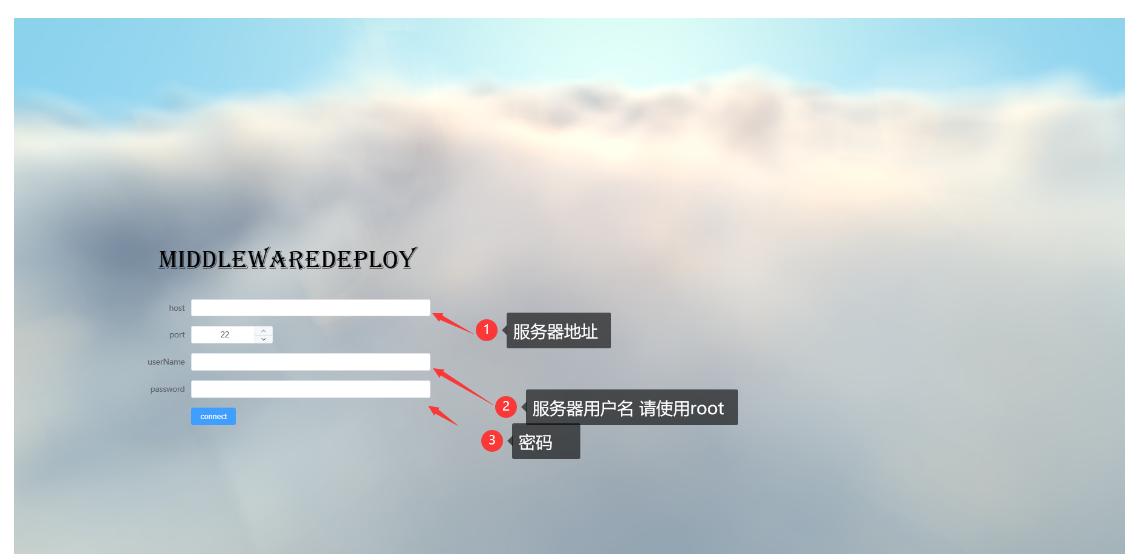 MIDDLEWAREDEPLOY
host
1 服务器地址
port 22
userName
2 服务器用户名 请使用root
password
connect
3 密码